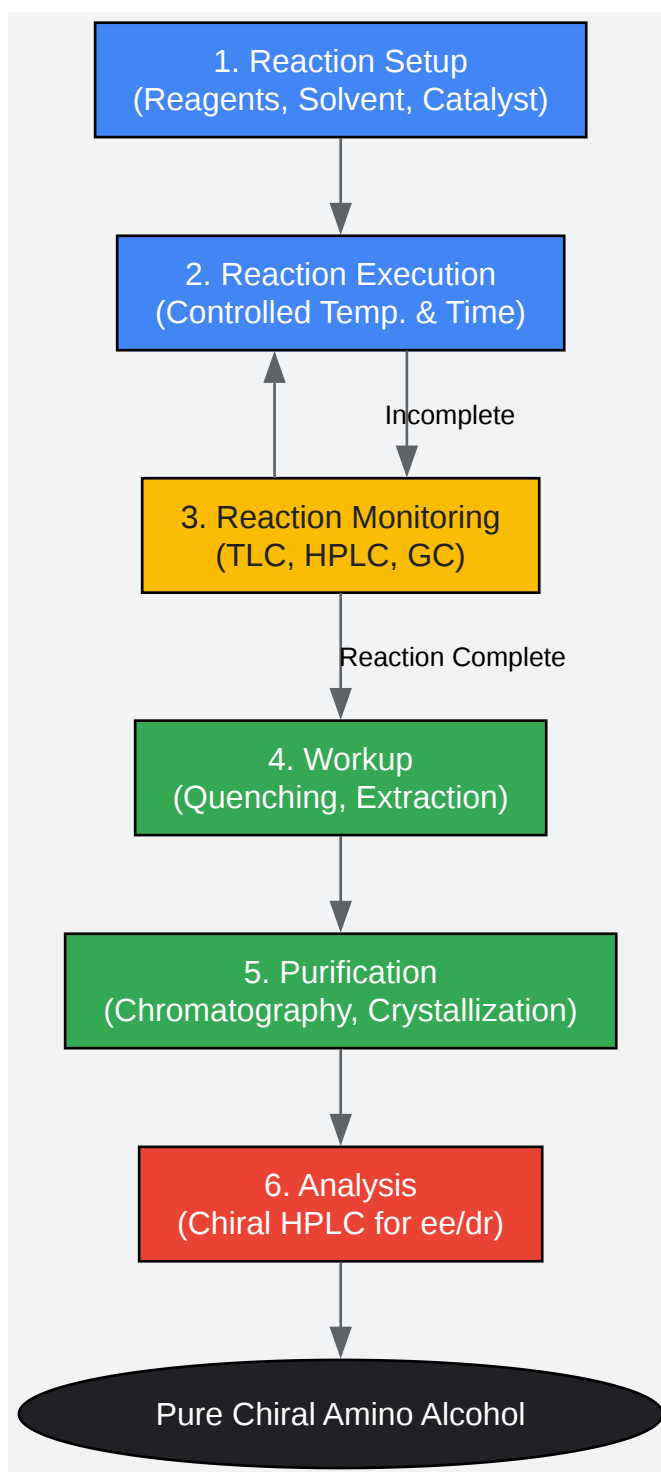 1. Reaction Setup
(Reagents, Solvent, Catalyst)
2. Reaction Execution
(Controlled Temp. & Time)
Incomplete
3. Reaction Monitoring
(TLC, HPLC, GC)
Reaction Complete
4. Workup
(Quenching, Extraction)
5. Purification
(Chromatography, Crystallization)
6. Analysis
(Chiral HPLC for ee/dr)
Pure Chiral Amino Alcohol